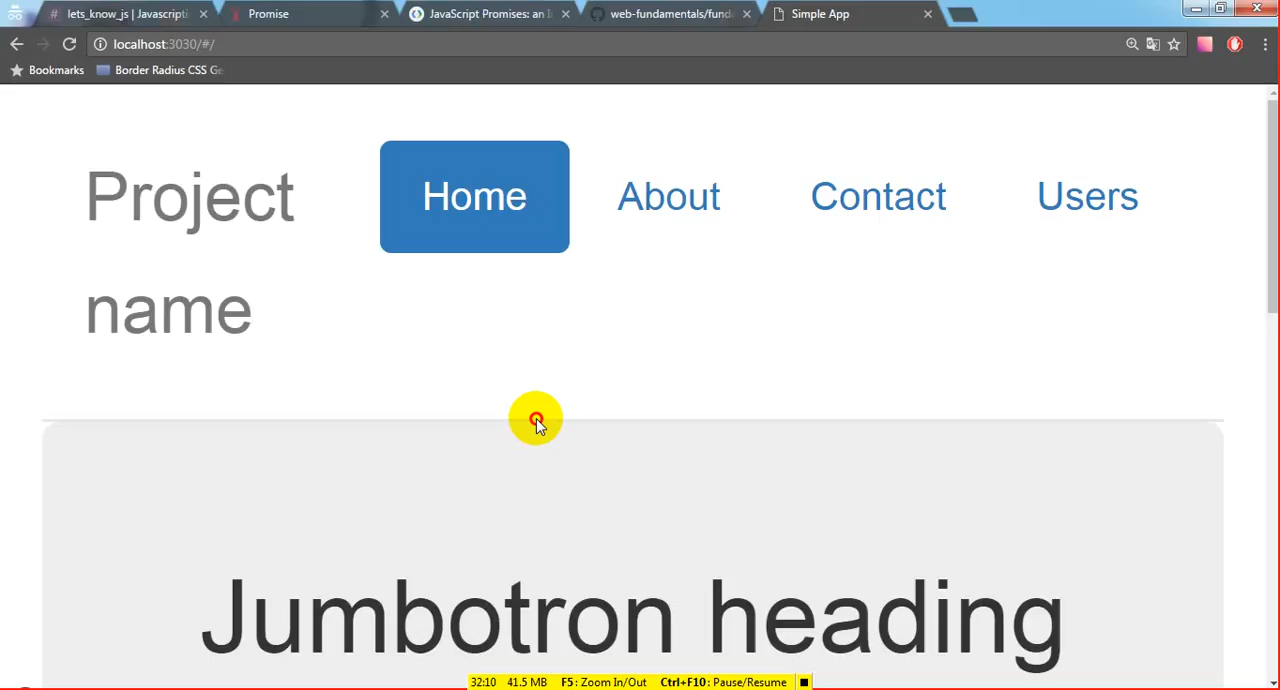 lets_know_js | Javascripti
Promise
JavaScript Promises: an I
web-fundamentals/fund
Simple App
localhost:3030/#/
Bookmarks
Border Radius CSS Ge
Project
name
Home
About
Contact
Users
Jumbotron heading
32:10 41.5 MB F5: Zoom In/Out Ctrl+F10: Pause/Resume